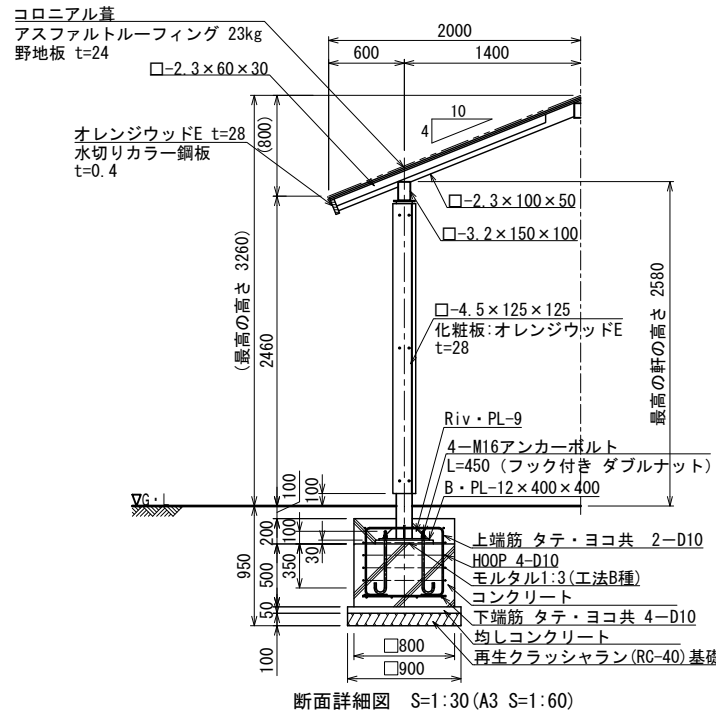 コロニアル葺
アスファルトルーフィング 23kg
野地板 t=24
□-2.3×60×30
2000
600
1400
10
4
(800)
オレンジウッドE t=28
水切りカラー鋼板
t=0.4
□-2.3×100×50
□-3.2×150×100
(最高の高さ 3260)
2460
最高の軒の高さ 2580
□-4.5×125×125
化粧板:オレンジウッドE
t=28
Riv・PL-9
4-M16アンカーボルト
L=450 (フック付き ダブルナット)
B・PL-12×400×400
▽G・L
100
100
200
100
30
950
500
350
50
100
上端筋 タテ・ヨコ共 2-D10
HOOP 4-D10
モルタル1:3(工法B種)
コンクリート
下端筋 タテ・ヨコ共 4-D10
均しコンクリート
再生クラッシャラン(RC-40)基礎
□800
□900
断面詳細図 S=1:30(A3 S=1:60)